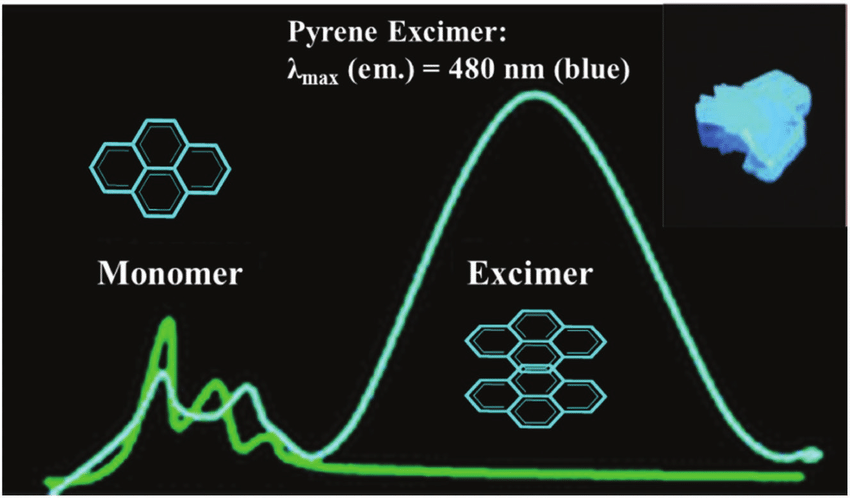 Pyrene Excimer:
λmax (em.) = 480 nm (blue)
Monomer
Excimer